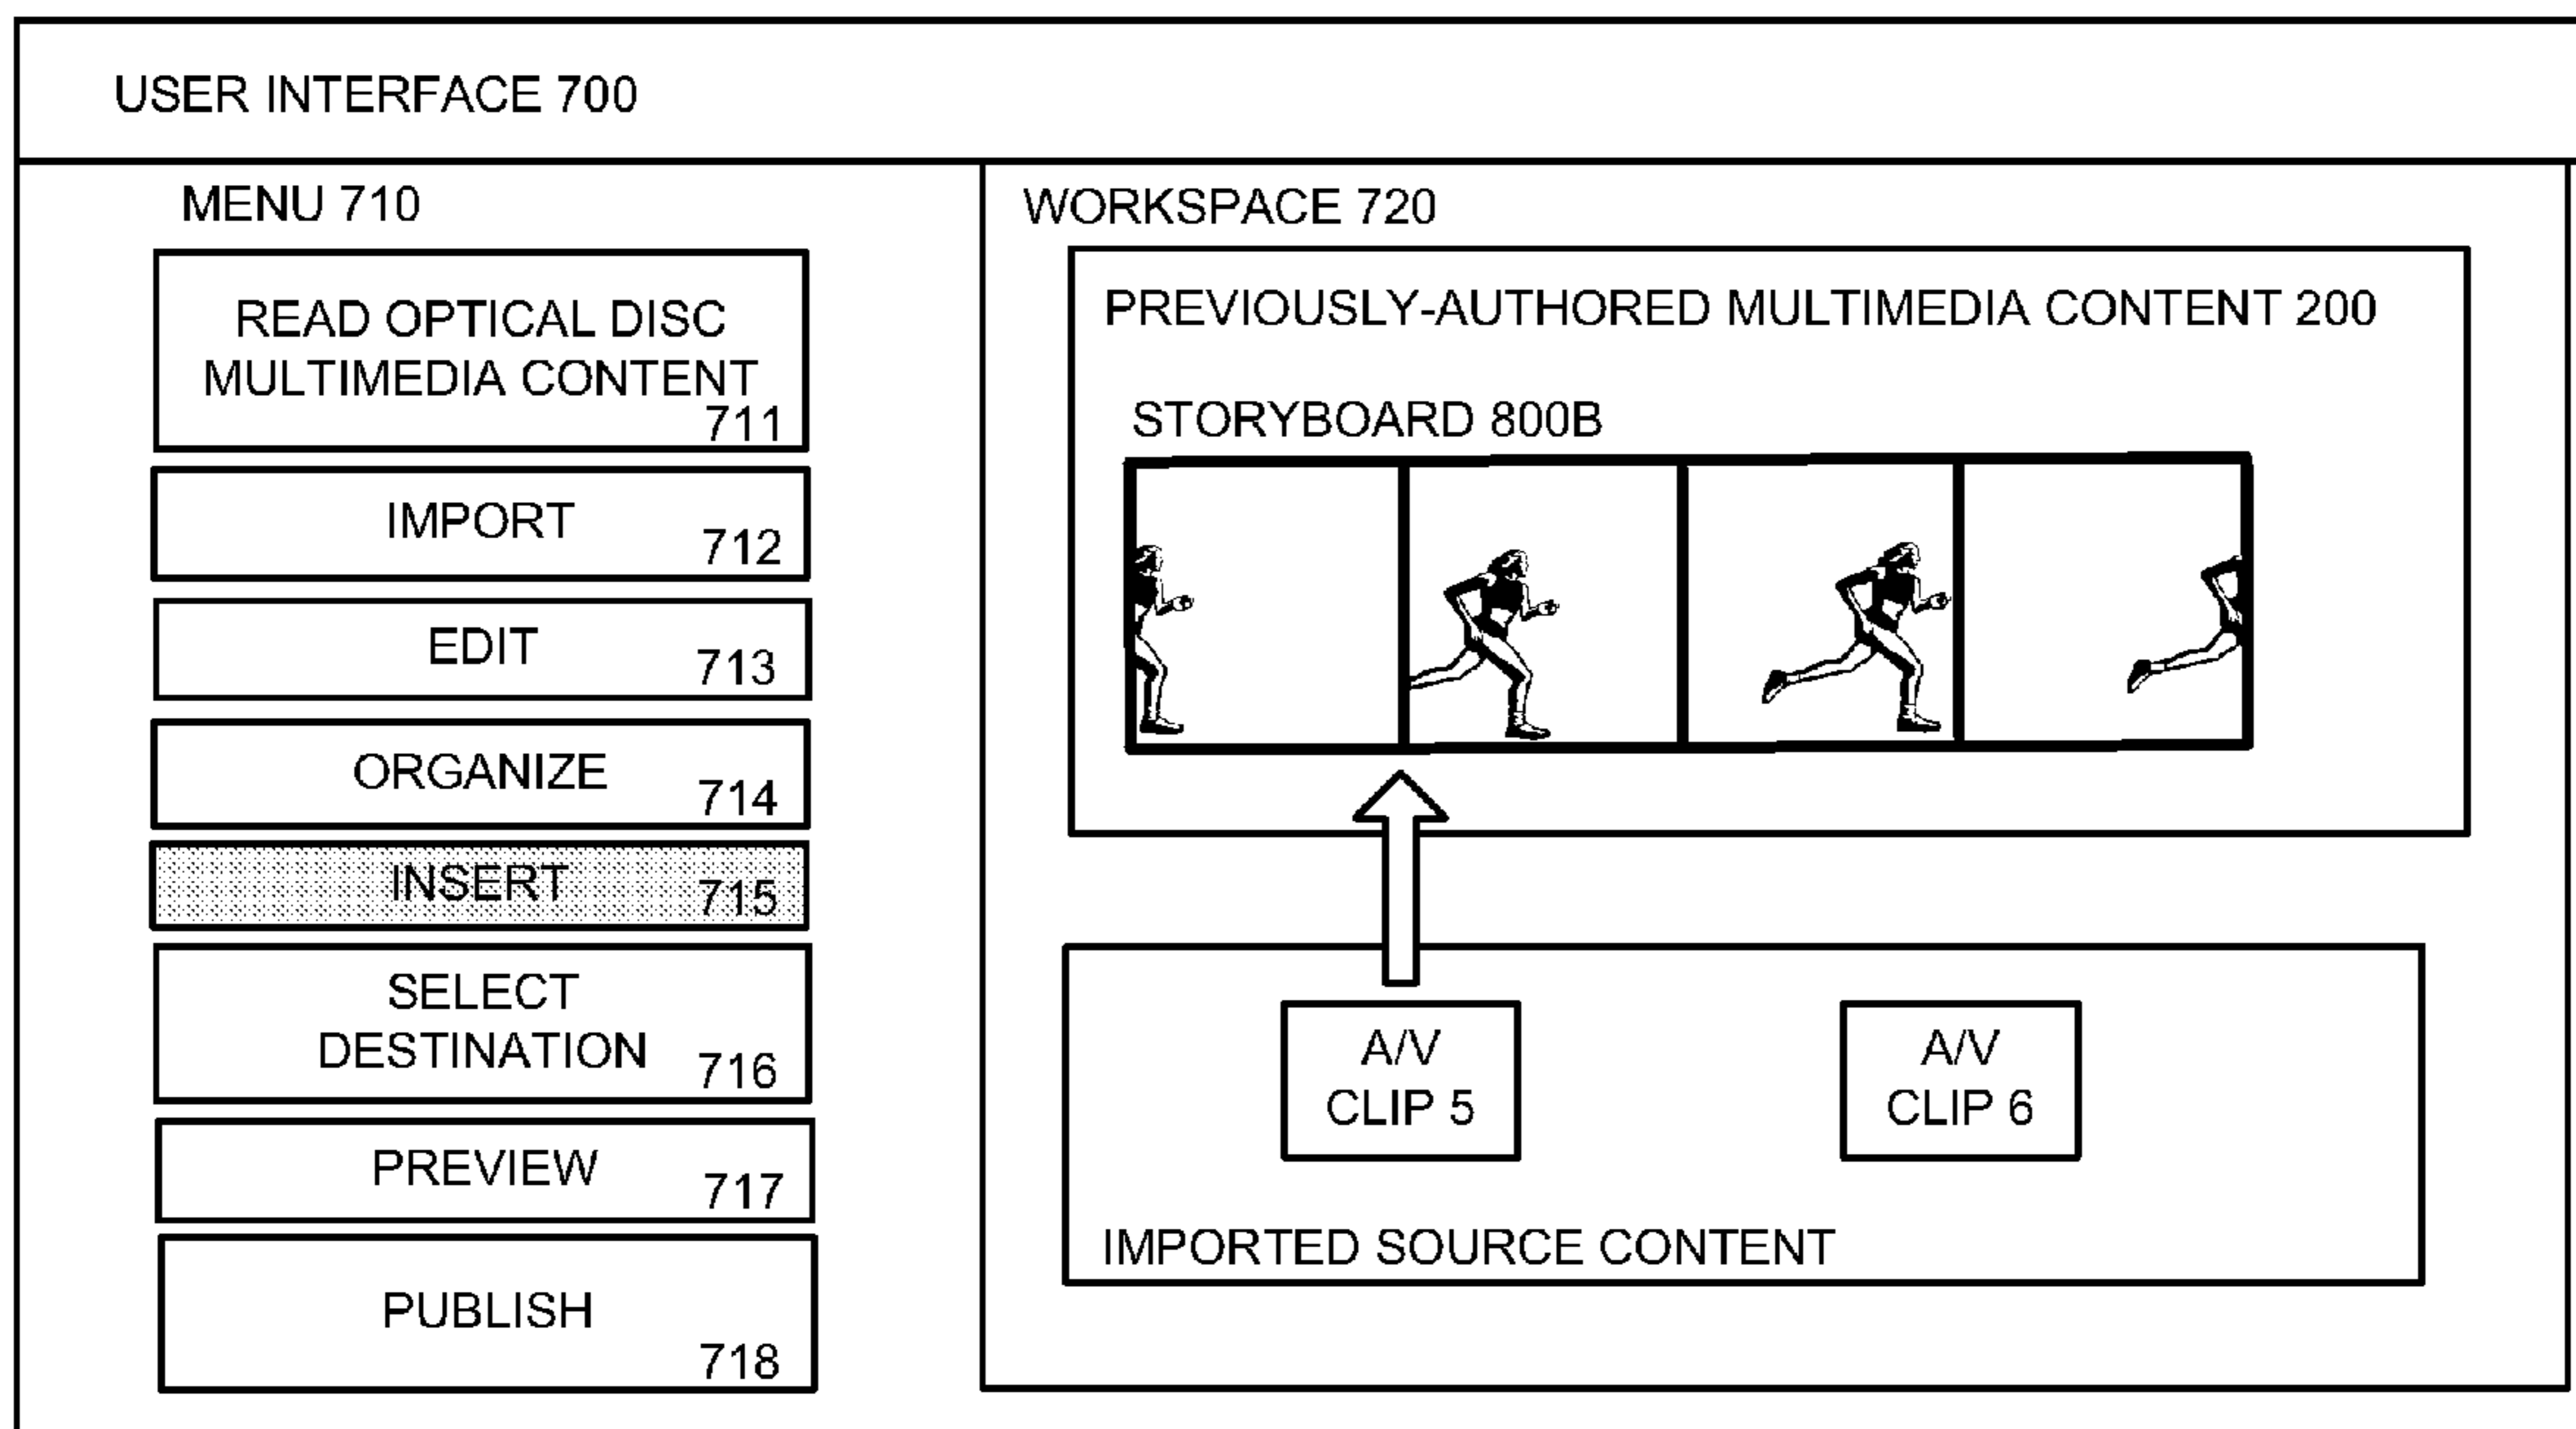 USER INTERFACE 700
MENU 710
READ OPTICAL DISC
MULTIMEDIA CONTENT
711
IMPORT
712
EDIT
713
ORGANIZE
714
INSERT
715
SELECT
DESTINATION
716
PREVIEW
717
PUBLISH
718
WORKSPACE 720
PREVIOUSLY-AUTHORED MULTIMEDIA CONTENT 200
STORYBOARD 800B
A/V
CLIP 5
A/V
CLIP 6
IMPORTED SOURCE CONTENT